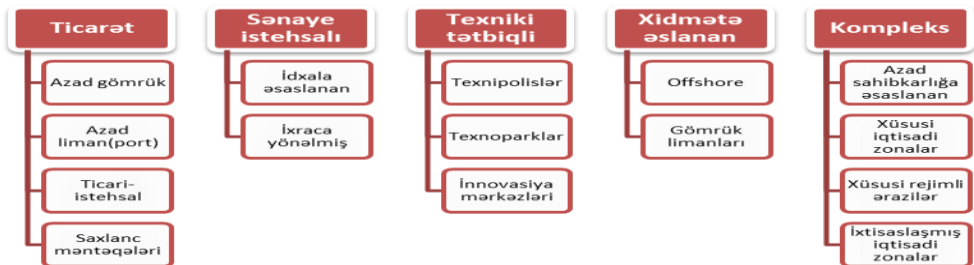 Ticarət
Azad gömrük
Azad
liman(port)
Ticari-
istehsal
Saxlanc
məntəqələri
Sənaye
istehsalı
İdxala
əsaslanan
İxraca
yönəlmiş
Texniki
tətbiqli
Texnipolislər
Texnoparklar
İnnovasiya
mərkəzləri
Xidmətə
əslanan
Offshore
Gömrük
limanları
Kompleks
Azad
sahibkarlığa
əsaslanan
Xüsusi
iqtisadi
zonalar
Xüsusi rejimli
ərazilər
İxtisaslaşmış
iqtisadi
zonalar